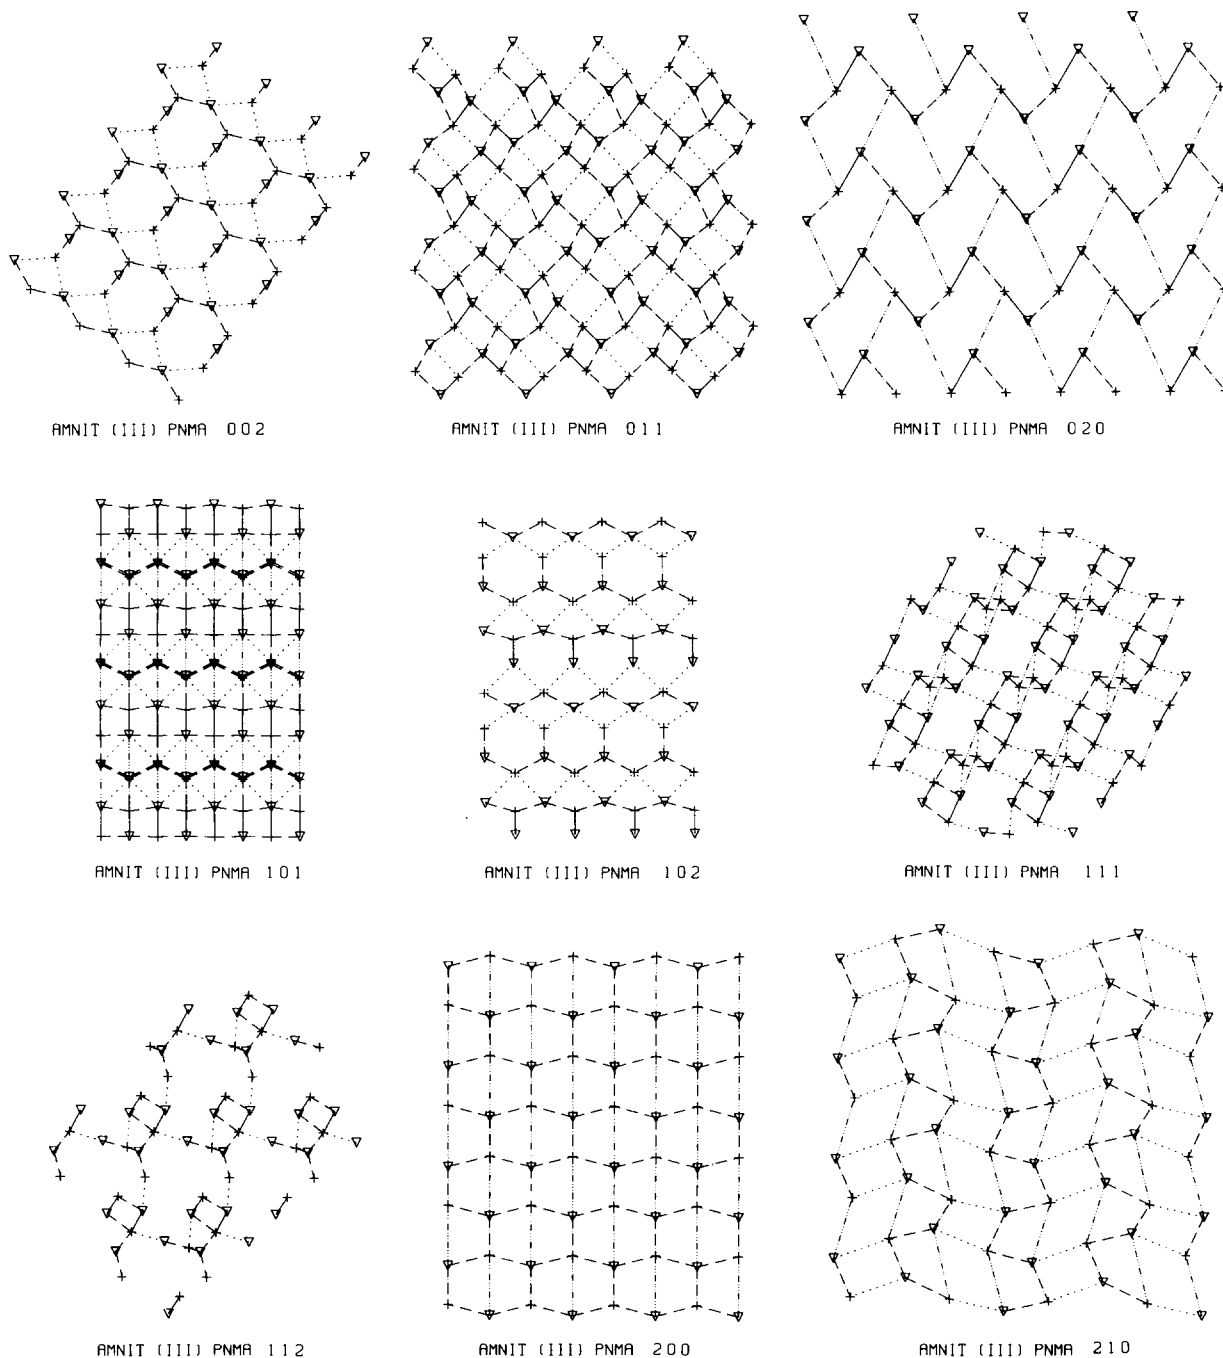 AMNIT (III) PNMA 002
AMNIT (III) PNMA 011
AMNIT (III) PNMA 020
AMNIT (III) PNMA 101
AMNIT (III) PNMA 102
AMNIT (III) PNMA 111
AMNIT (III) PNMA 112
AMNIT (III) PNMA 200
AMNIT (III) PNMA 210